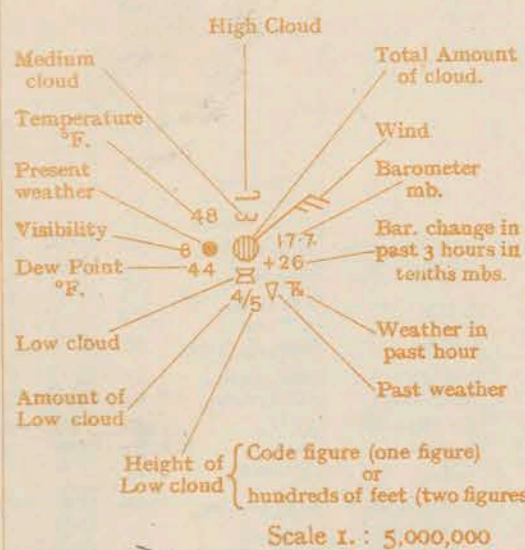 High Cloud
Medium
cloud
Total Amount
of cloud.
Temperature
°F.
Wind
Present
weather
Barometer
mb.
48
Visibility
6
17.7
Bar. change in
past 3 hours in
tenths mbs.
+26
Dew Point
°F.
44
4/5
Low cloud
Weather in
past hour
Amount of
Low cloud
Past weather
Height of
Low cloud
Code figure (one figure)
or
hundreds of feet (two figures
Scale 1. : 5,000,000